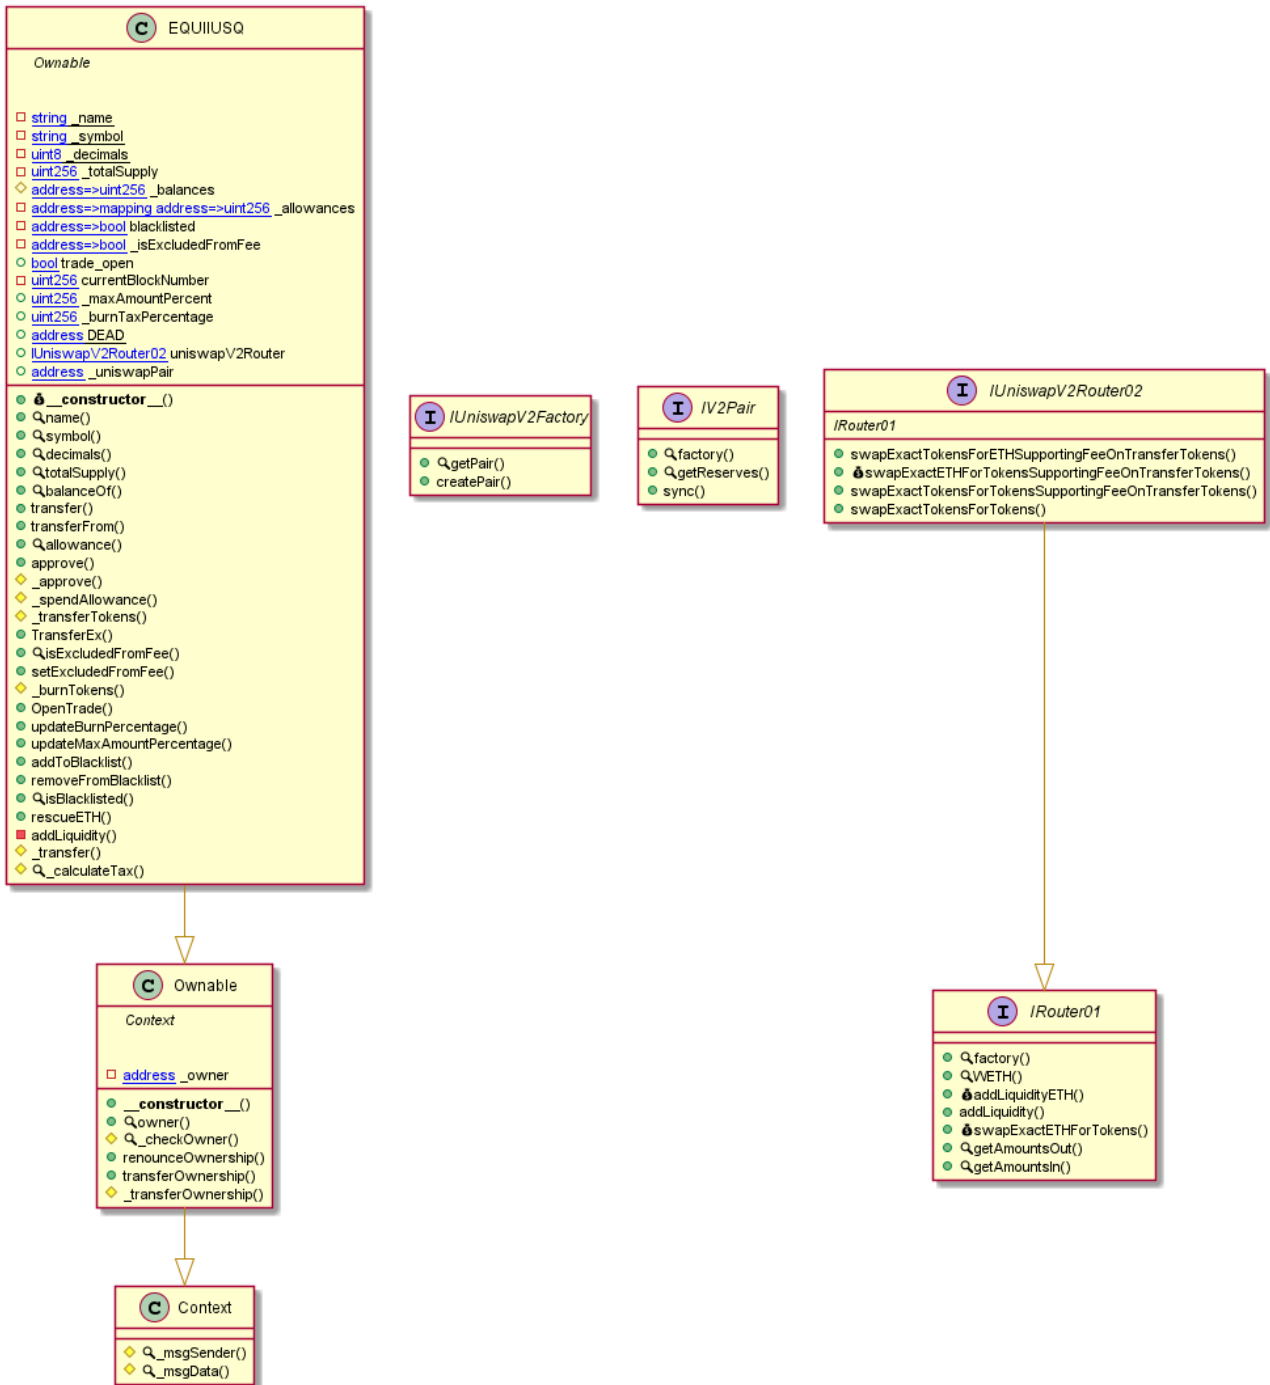 C EQUIIUSQ
Ownable
string _name
string _symbol
uint8 _decimals
uint256 _totalSupply
address=>uint256 _balances
address=>mapping address=>uint256 _allowances
address=>bool blacklisted
address=>bool _isExcludedFromFee
bool trade_open
uint256 currentBlockNumber
uint256 _maxAmountPercent
uint256 _burnTaxPercentage
address DEAD
IUniswapV2Router02 uniswapV2Router
address _uniswapPair
__constructor__()
name()
symbol()
decimals()
totalSupply()
balanceOf()
transfer()
transferFrom()
allowance()
approve()
_approve()
_spendAllowance()
_transferTokens()
TransferEx()
isExcludedFromFee()
setExcludedFromFee()
_burnTokens()
OpenTrade()
updateBurnPercentage()
updateMaxAmountPercentage()
addToBlacklist()
removeFromBlacklist()
isBlacklisted()
rescueETH()
addLiquidity()
_transfer()
_calculateTax()
I IUniswapV2Factory
getPair()
createPair()
I IV2Pair
factory()
getReserves()
sync()
I IUniswapV2Router02
IRouter01
swapExactTokensForETHSupportingFeeOnTransferTokens()
swapExactETHForTokensSupportingFeeOnTransferTokens()
swapExactTokensForTokensSupportingFeeOnTransferTokens()
swapExactTokensForTokens()
C Ownable
Context
address _owner
__constructor__()
owner()
_checkOwner()
renounceOwnership()
transferOwnership()
_transferOwnership()
I IRouter01
factory()
WETH()
addLiquidityETH()
addLiquidity()
swapExactETHForTokens()
getAmountsOut()
getAmountsIn()
C Context
_msgSender()
_msgData()